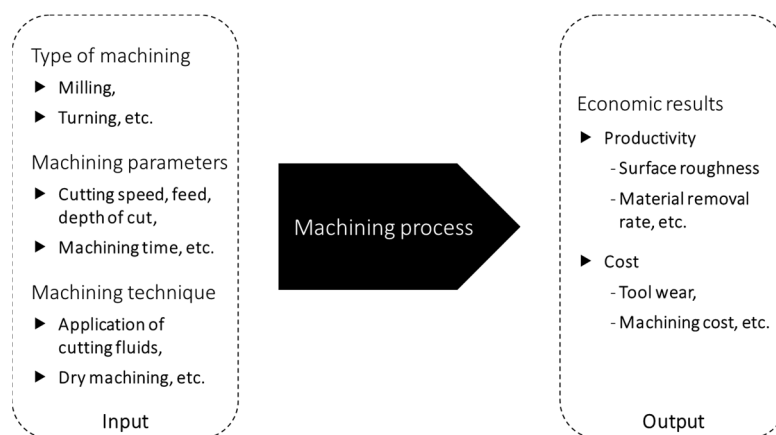 Type of machining
▶ Milling,
▶ Turning, etc.
Machining parameters
▶ Cutting speed, feed,
depth of cut,
▶ Machining time, etc.
Machining technique
▶ Application of
cutting fluids,
▶ Dry machining, etc.
Input
Machining process
Economic results
▶ Productivity
- Surface roughness
- Material removal
rate, etc.
▶ Cost
- Tool wear,
- Machining cost, etc.
Output